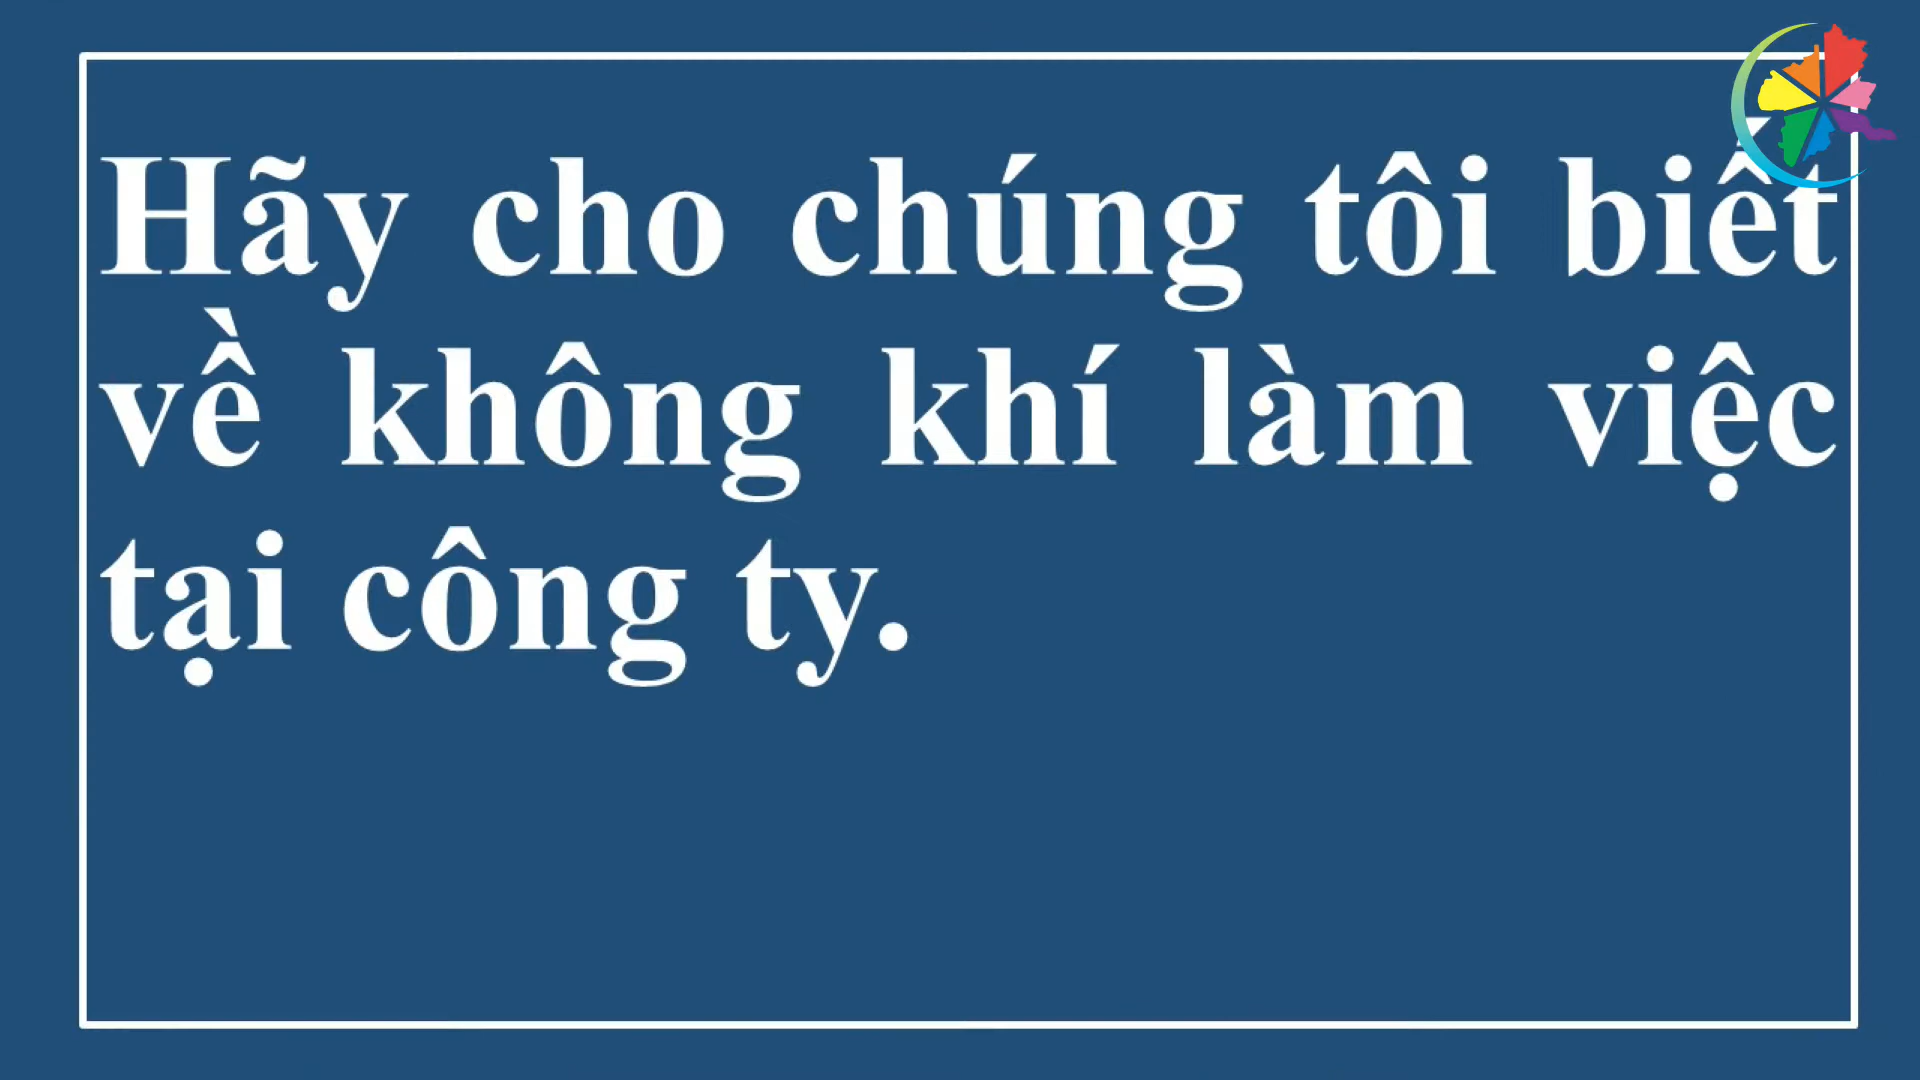 Hãy cho chúng tôi biết
về không khí làm việc
tại công ty.